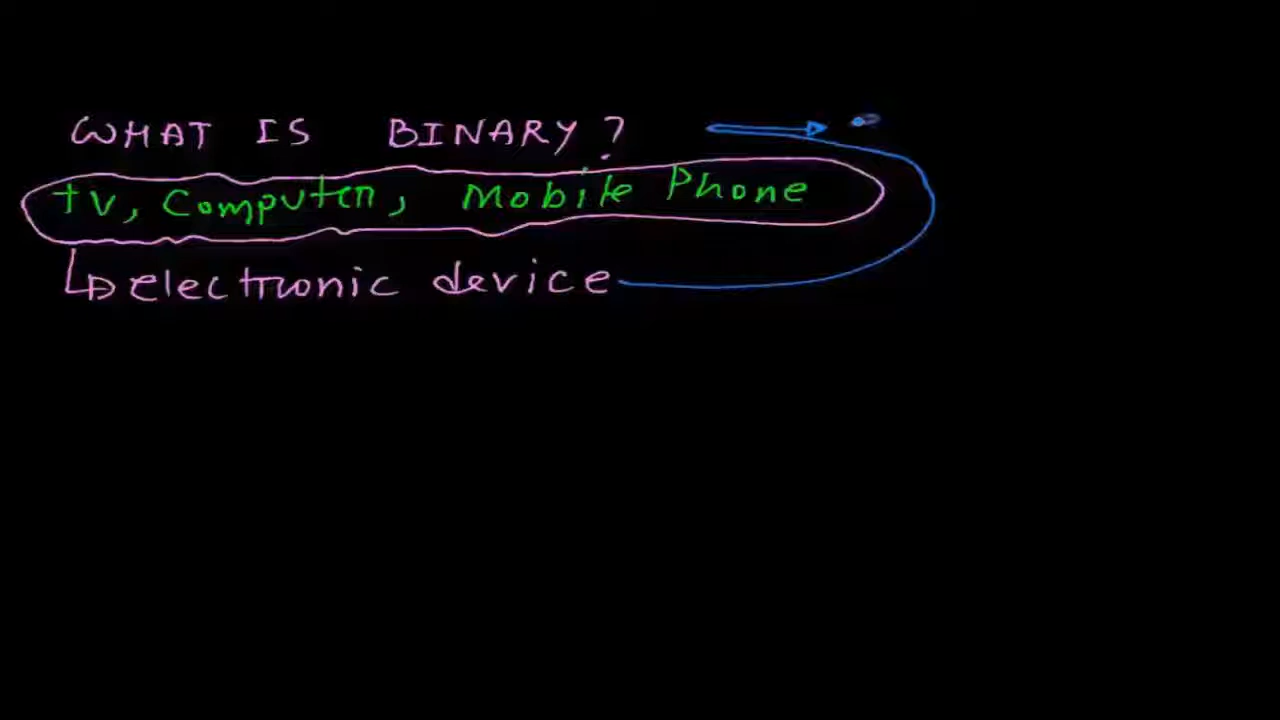 WHAT IS BINARY?
tv, Computer, Mobile Phone
electronic device